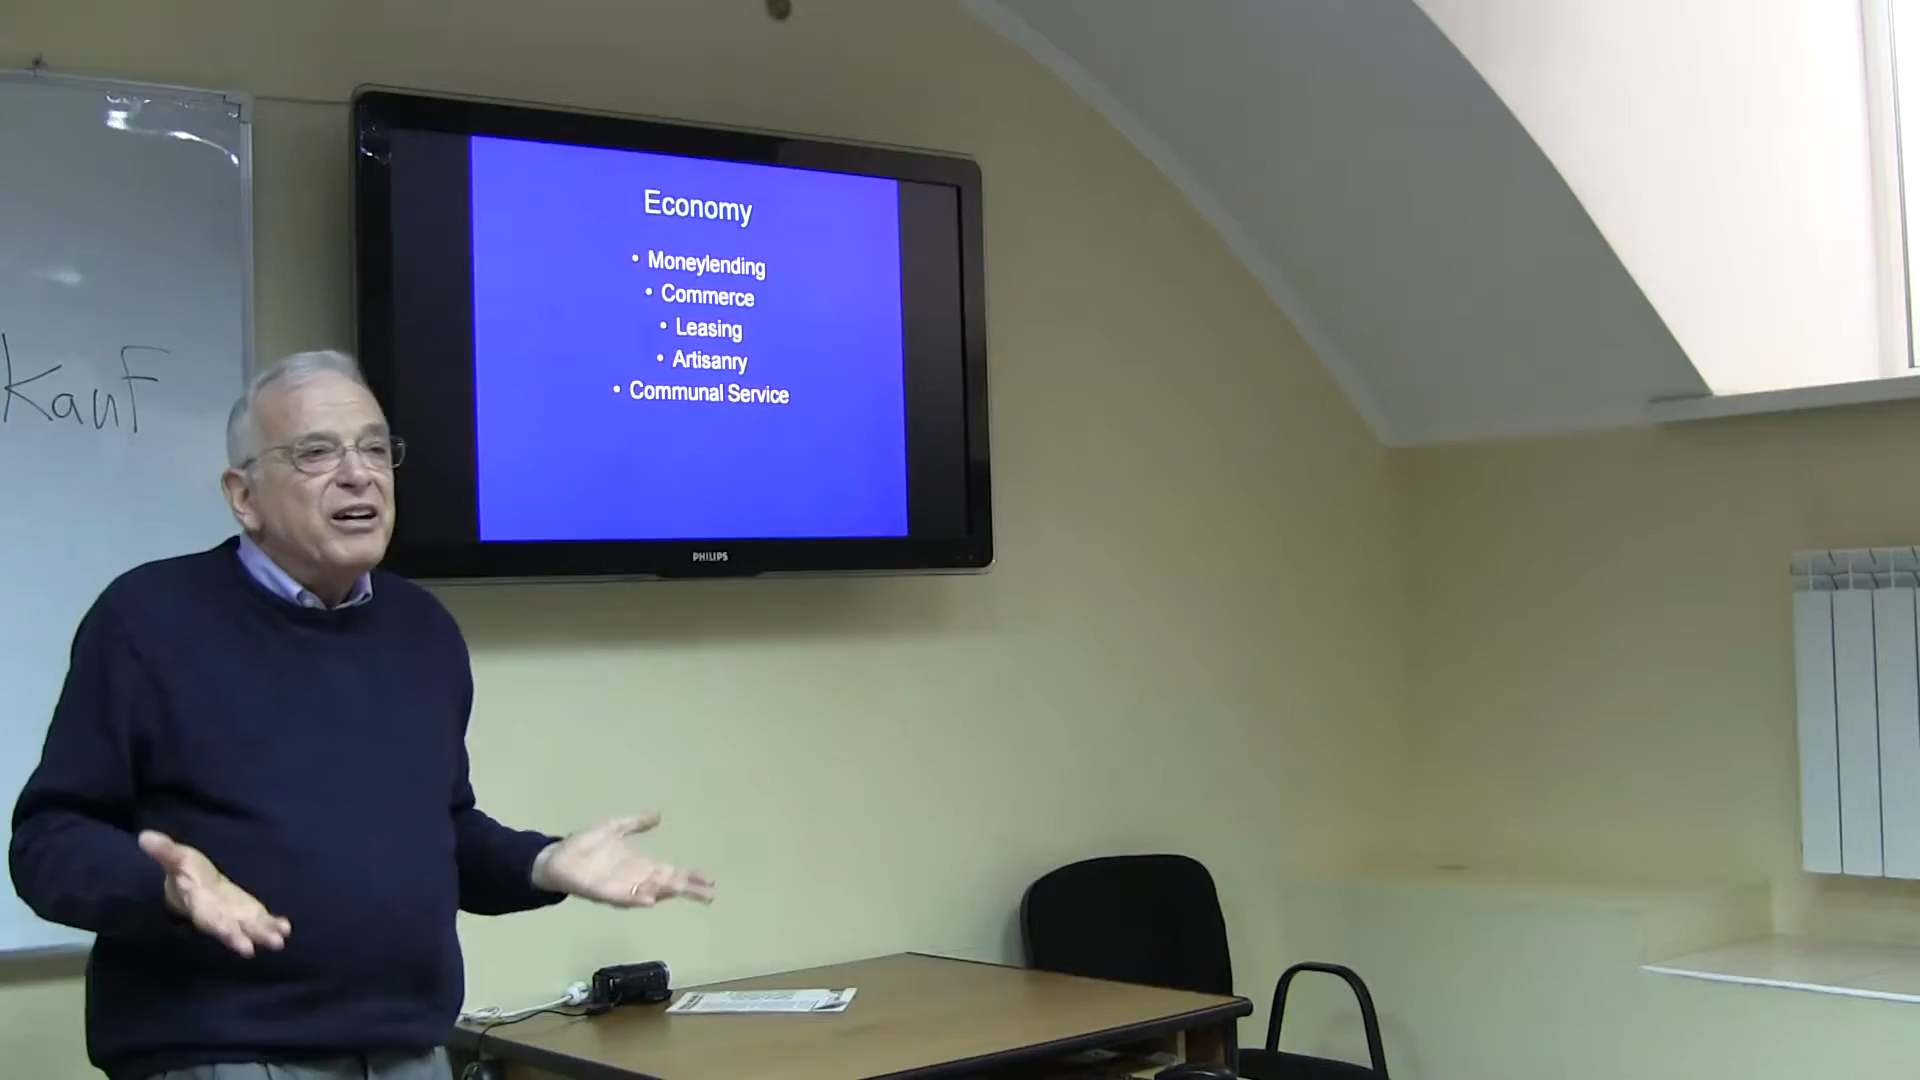 Kauf
Economy
• Moneylending
• Commerce
• Leasing
• Artisanry
• Communal Service
PHILIPS